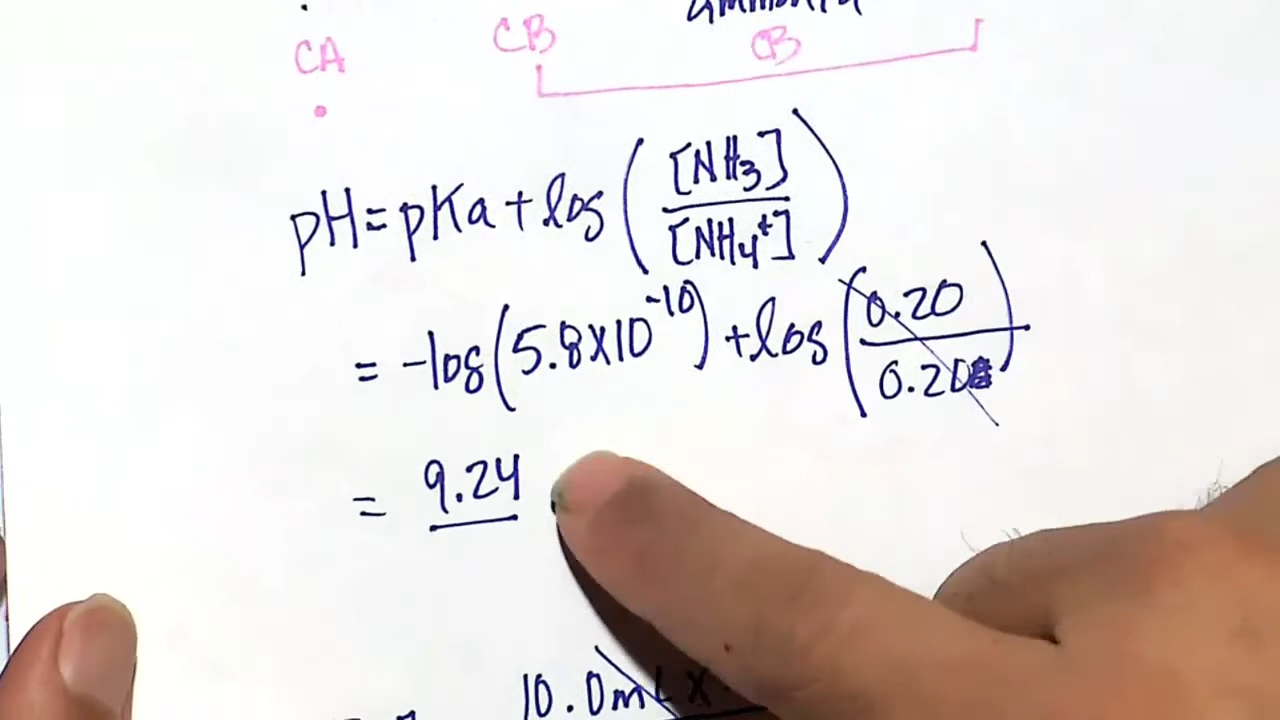 ammonia
CA CB CB
pH = pKa + log ( [NH3] / [NH4+] )
= -log ( 5.8x10^-10 ) + log ( 0.20 / 0.20 )
= 9.24
10.0mL x